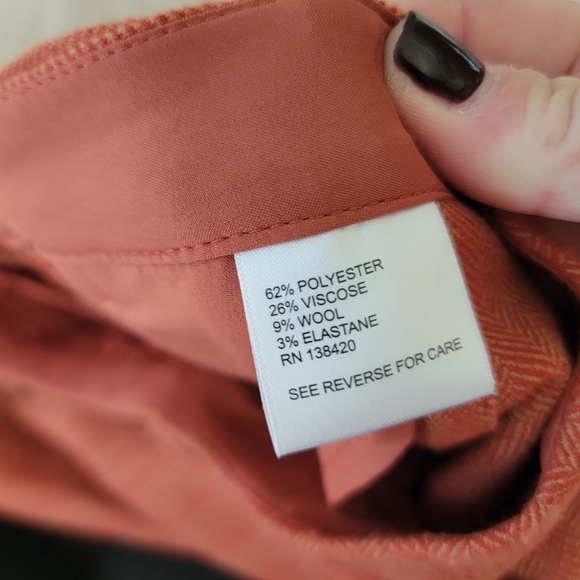 62% POLYESTER
26% VISCOSE
9% WOOL
3% ELASTANE
RN 138420
SEE REVERSE FOR CARE